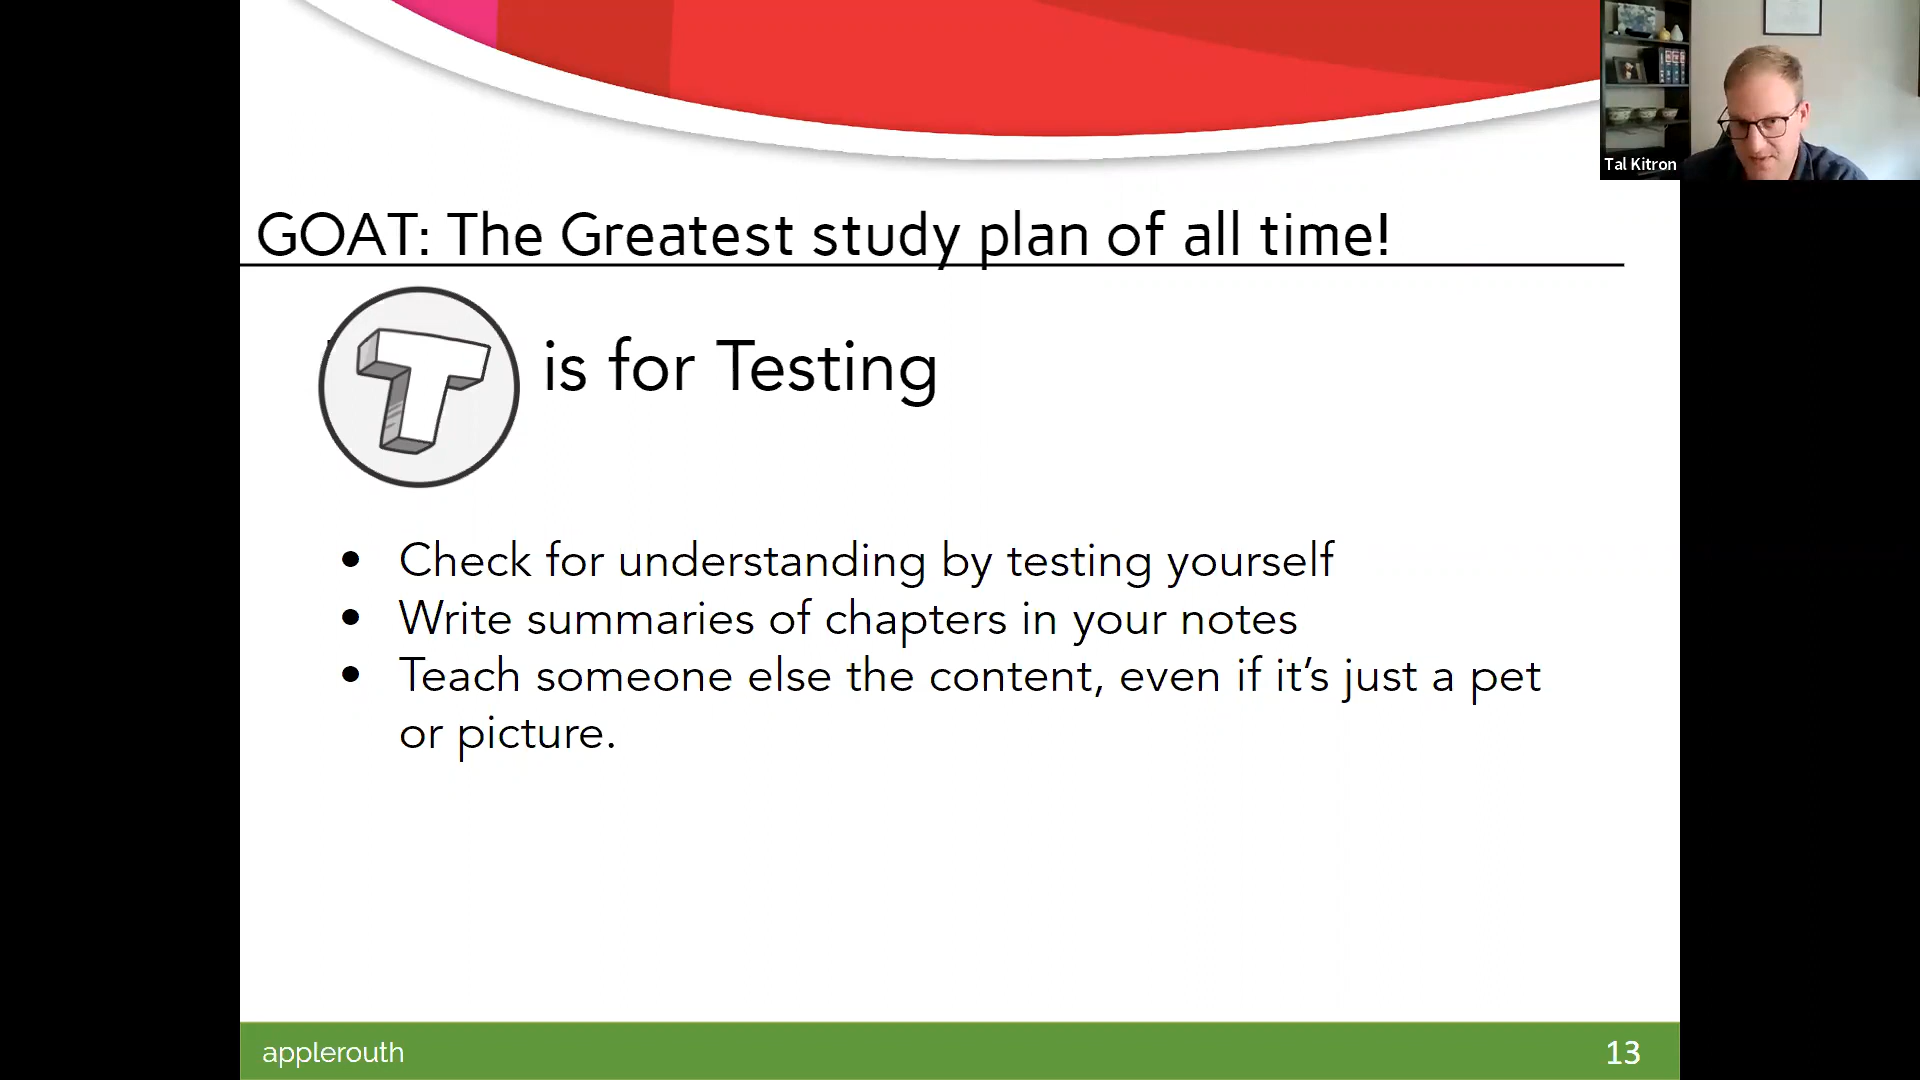 Tal Kitron
GOAT: The Greatest study plan of all time!
T is for Testing
• Check for understanding by testing yourself
• Write summaries of chapters in your notes
• Teach someone else the content, even if it’s just a pet
or picture.
applerouth
13